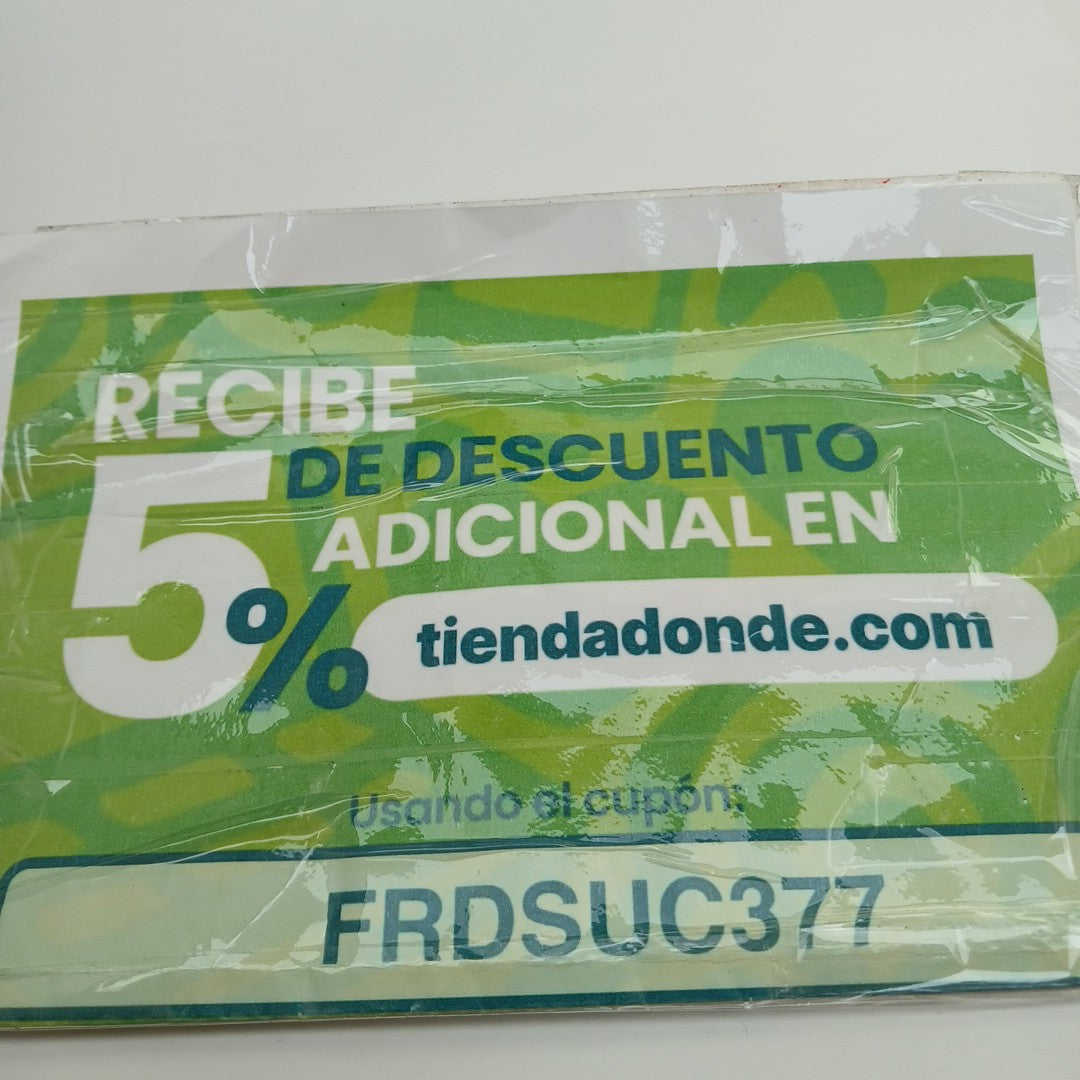 RECIBE
5%
DE DESCUENTO
ADICIONAL EN
tiendadonde.com
Usando el cupón:
FRDSUC377